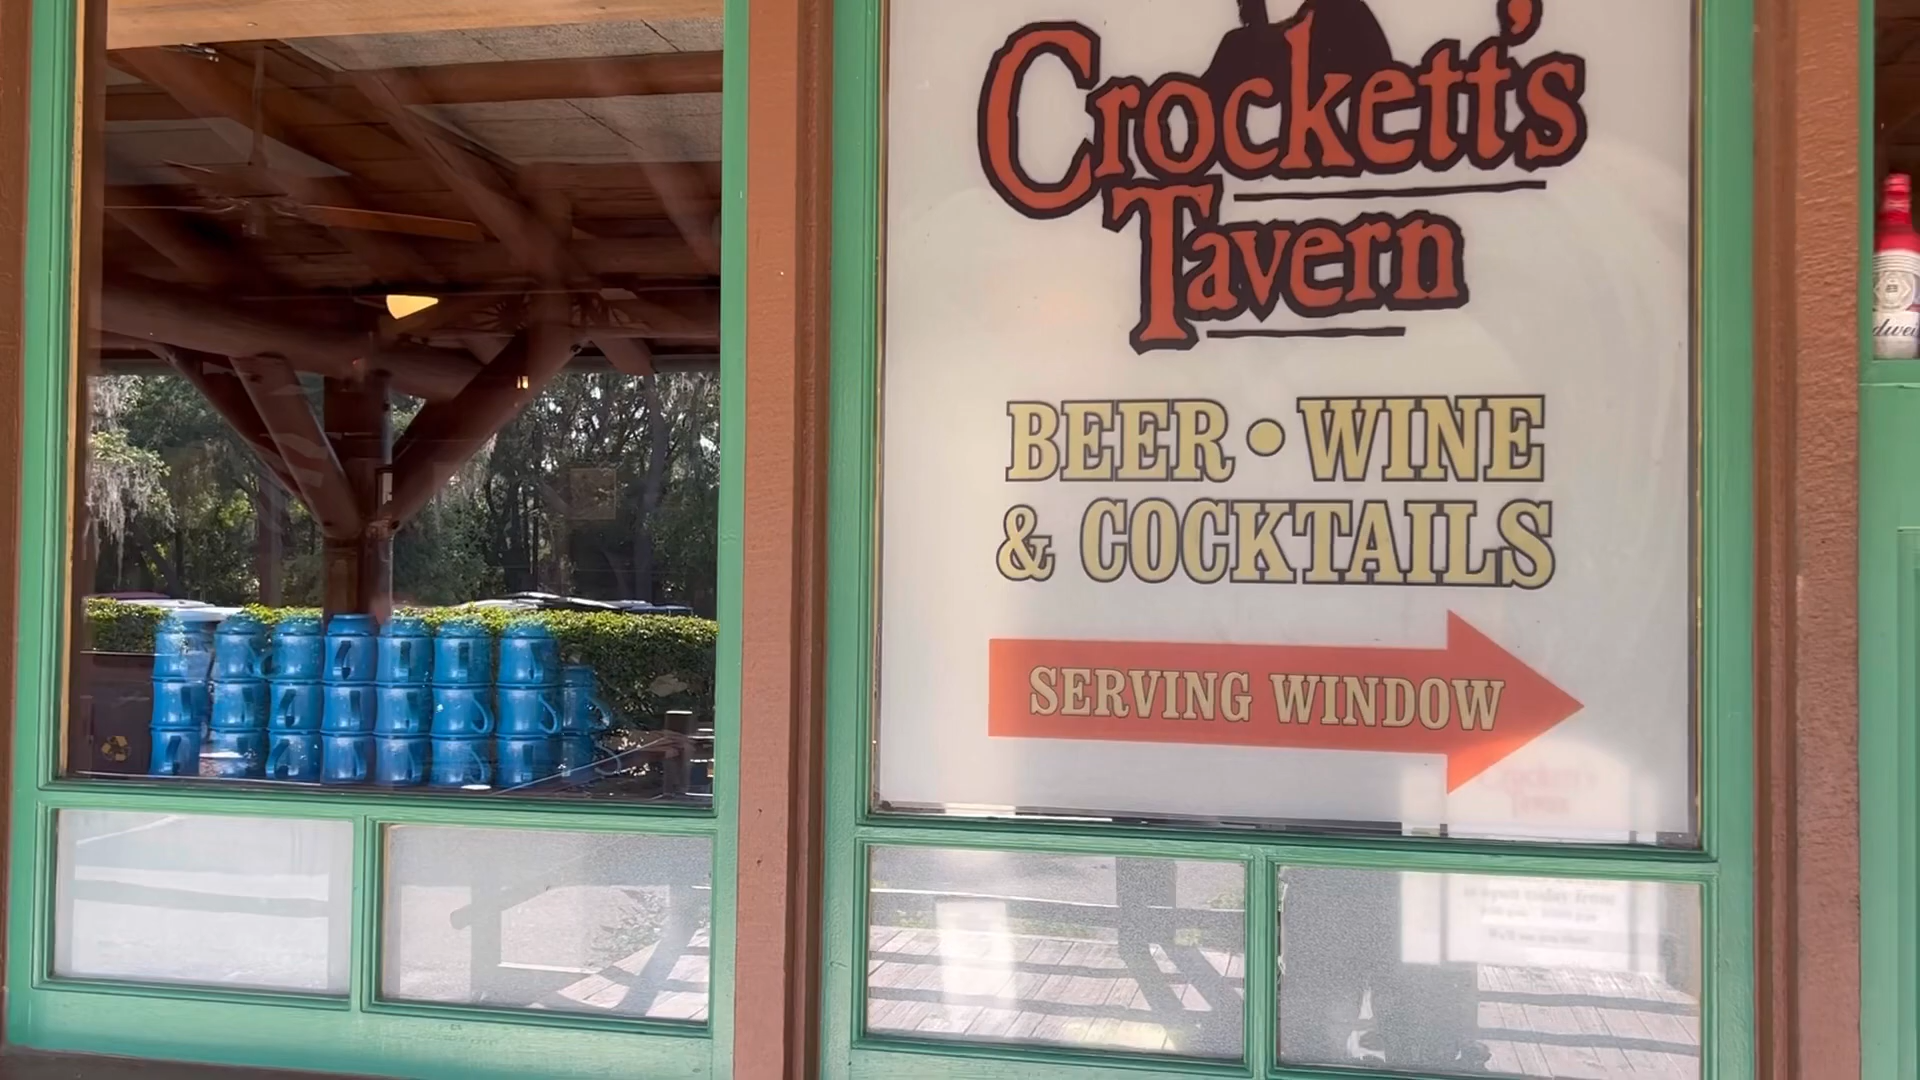 Crockett's
Tavern
BEER • WINE
& COCKTAILS
SERVING WINDOW